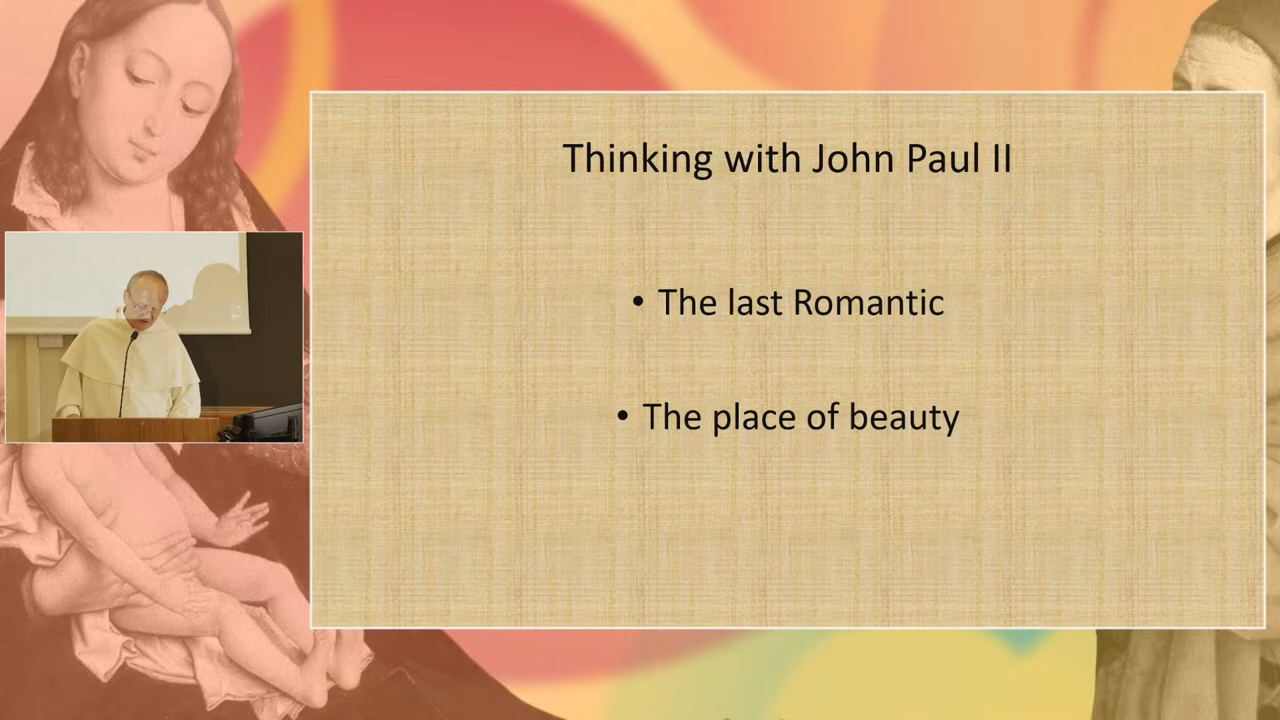 Thinking with John Paul II
• The last Romantic
• The place of beauty